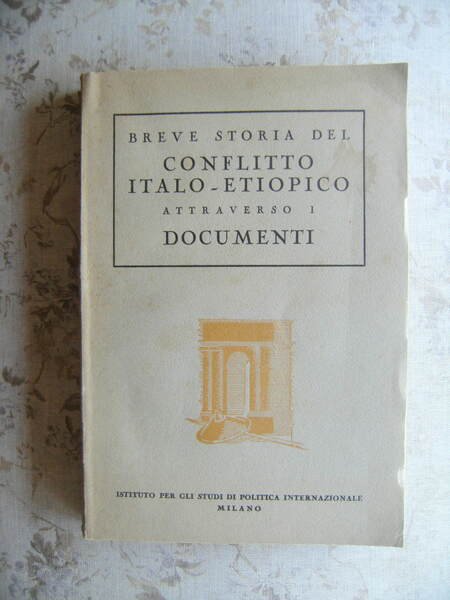 BREVE STORIA DEL
CONFLITTO
ITALO-ETIOPICO
ATTRAVERSO I
DOCUMENTI
ISTITUTO PER GLI STUDI DI POLITICA INTERNAZIONALE
MILANO